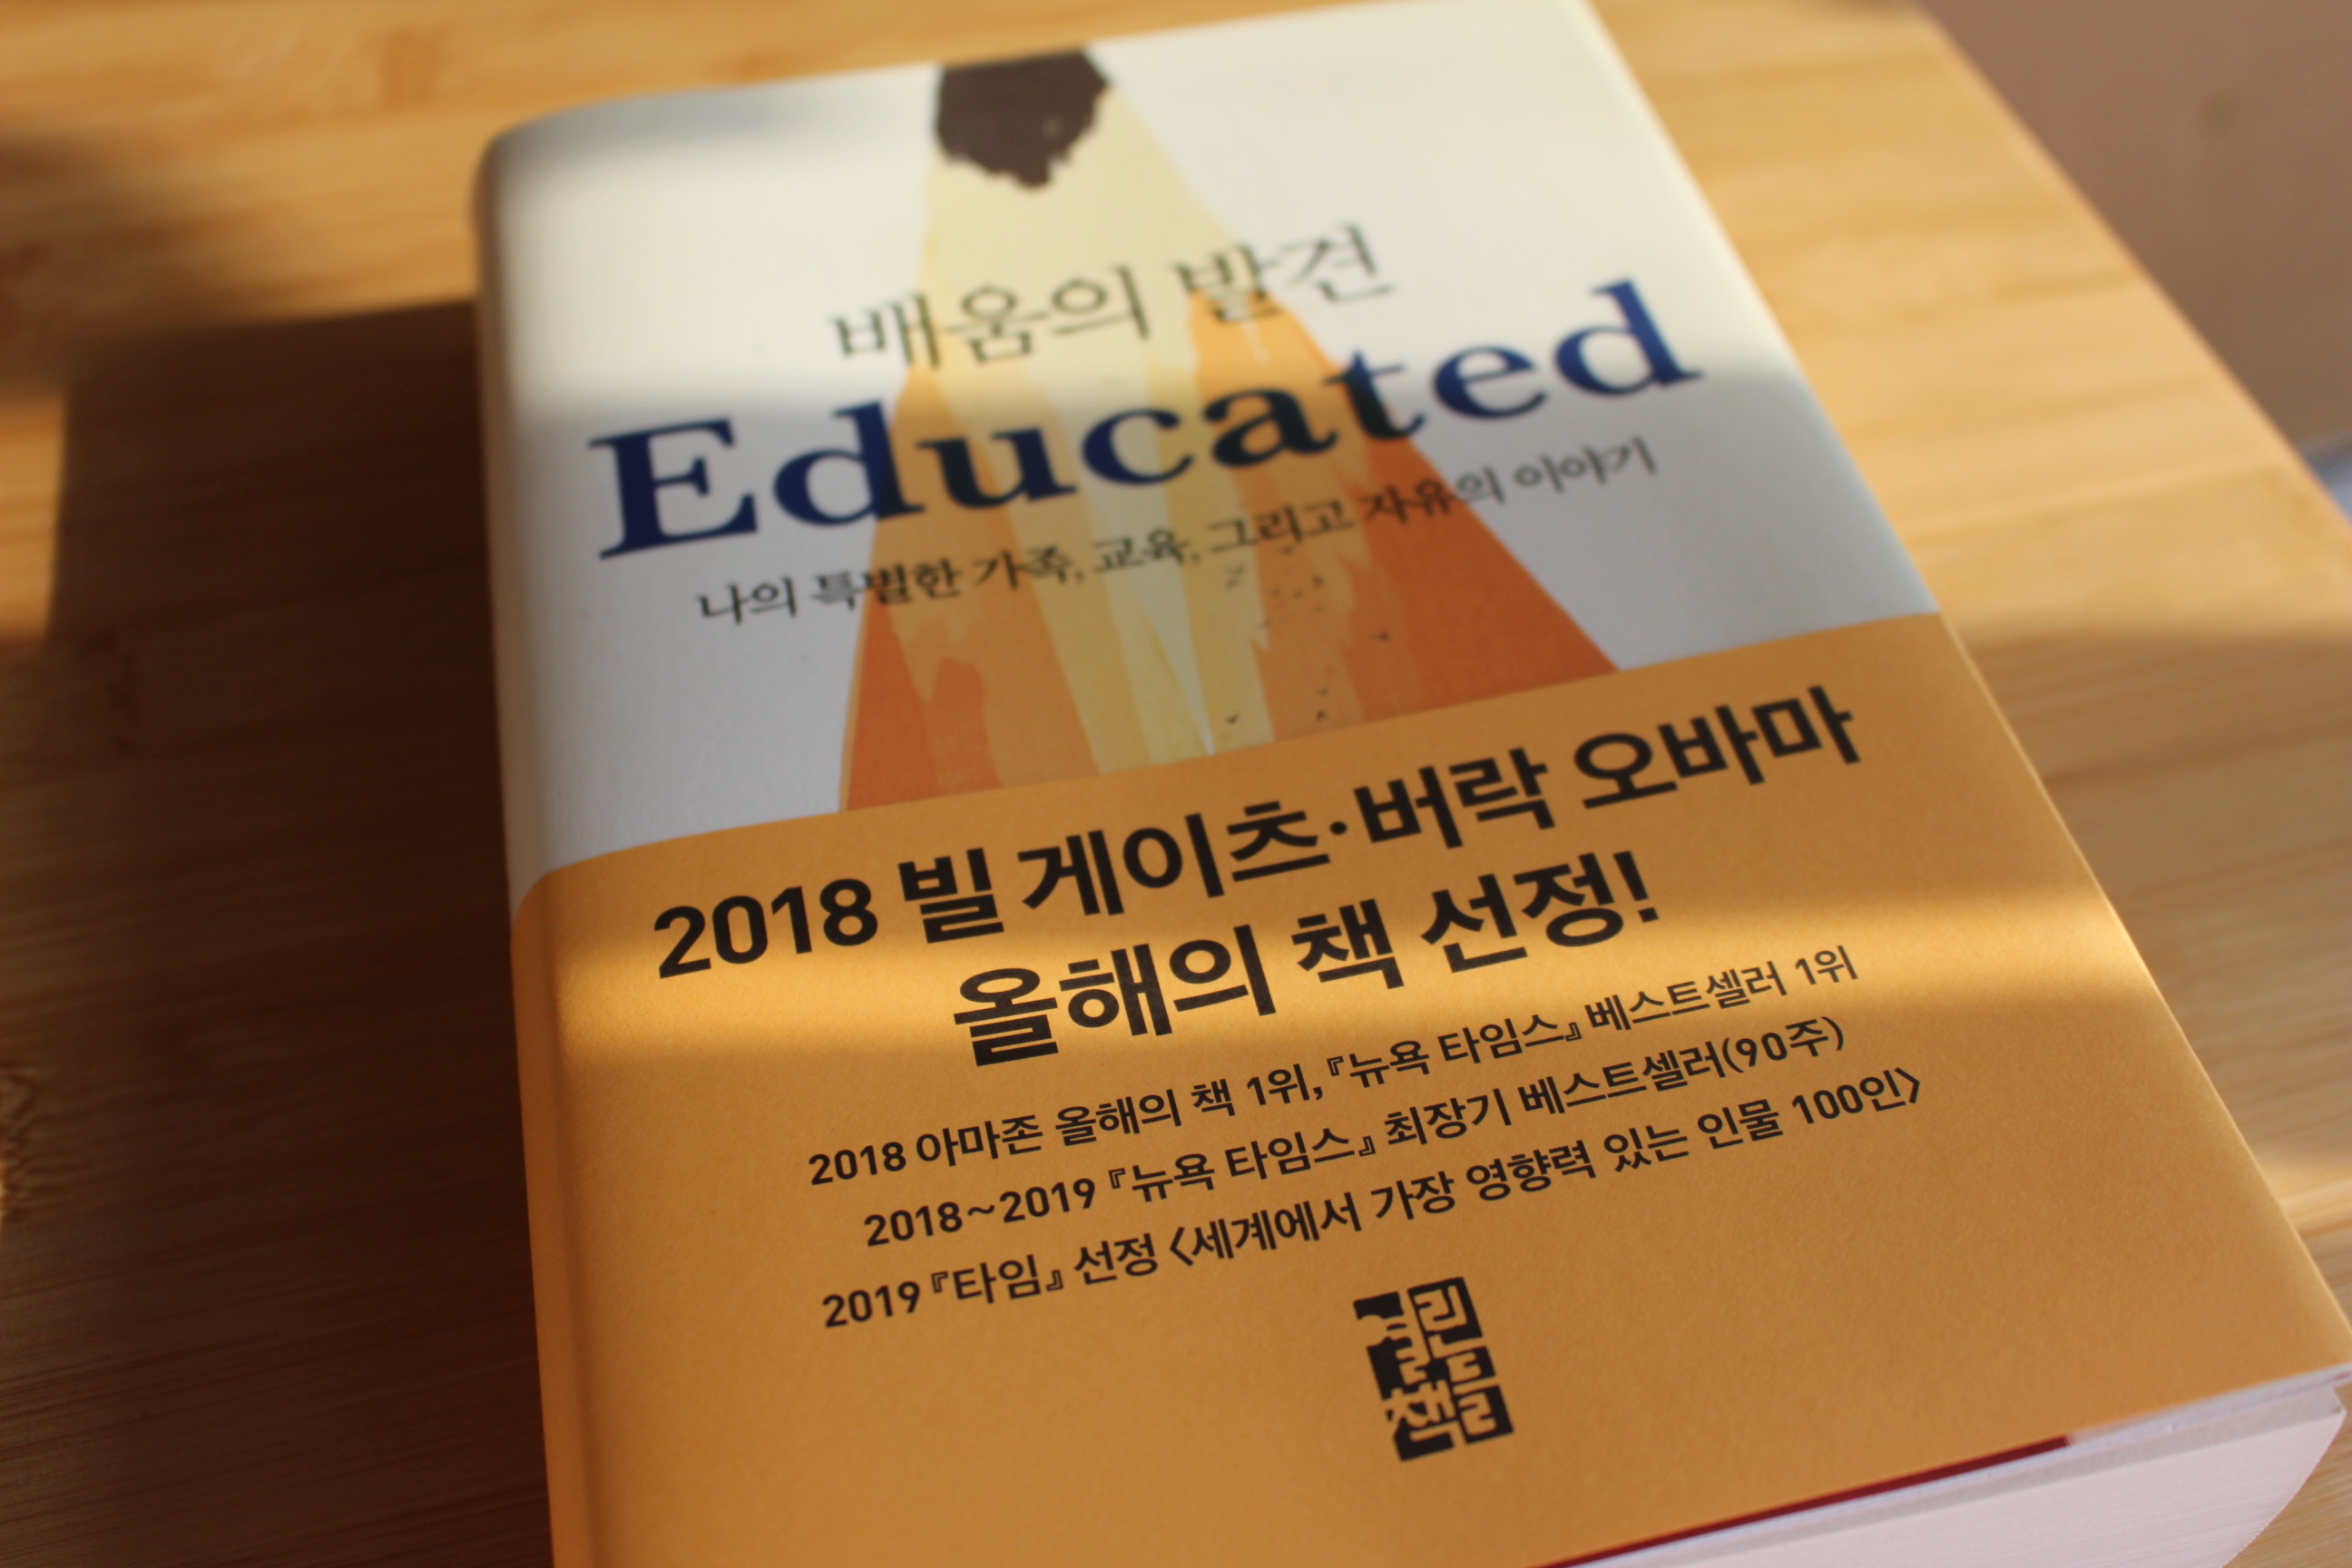 배움의 발견
Educated
나의 특별한 가족, 교육, 그리고 자유의 이야기
2018 빌 게이츠·버락 오바마
올해의 책 선정!
2018 아마존 올해의 책 1위, 『뉴욕 타임스』 베스트셀러 1위
2018~2019 『뉴욕 타임스』 최장기 베스트셀러(90주)
2019 『타임』 선정 〈세계에서 가장 영향력 있는 인물 100인〉
열린
책들